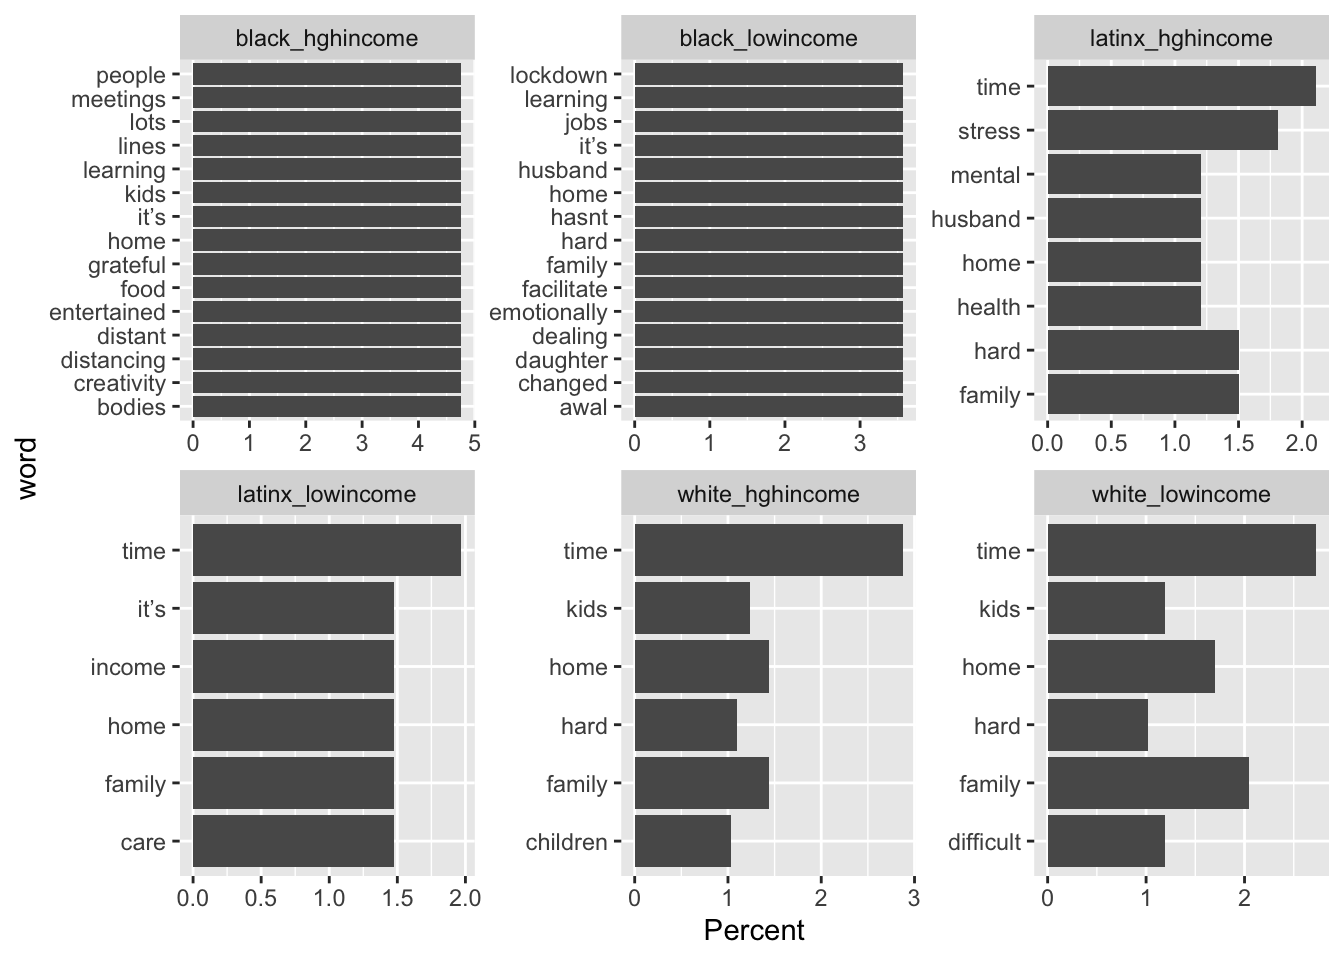 black_hghincome
people
meetings
lots
lines
learning
kids
it’s
home
grateful
food
entertained
distant
distancing
creativity
bodies
0 1 2 3 4 5
black_lowincome
lockdown
learning
jobs
it’s
husband
home
hasnt
hard
family
facilitate
emotionally
dealing
daughter
changed
awal
0 1 2 3
latinx_hghincome
time
stress
mental
husband
home
health
hard
family
0.0 0.5 1.0 1.5 2.0
word
latinx_lowincome
time
it’s
income
home
family
care
0.0 0.5 1.0 1.5 2.0
white_hghincome
time
kids
home
hard
family
children
0 1 2 3
white_lowincome
time
kids
home
hard
family
difficult
0 1 2
Percent